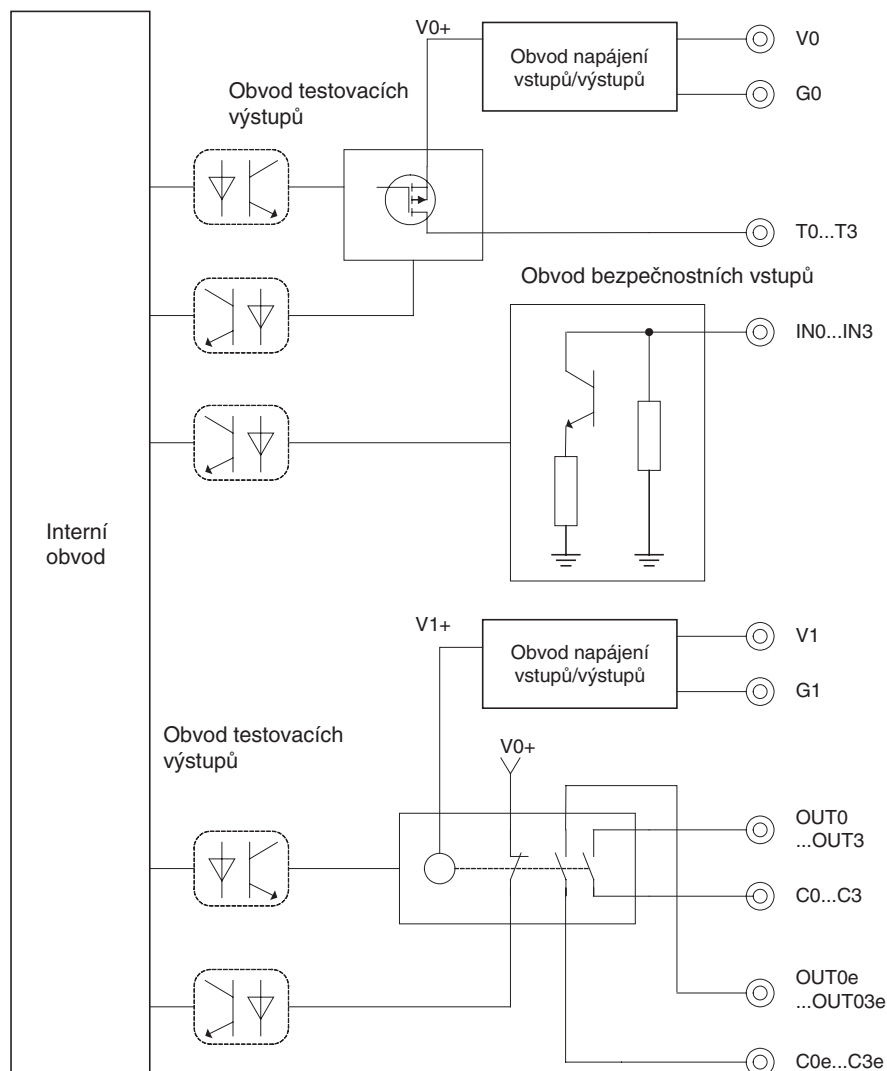 V0+
Obvod napájení
vstupů/výstupů
V0
G0
Obvod testovacích
výstupů
T0...T3
Obvod bezpečnostních vstupů
IN0...IN3
Interní
obvod
V1+
Obvod napájení
vstupů/výstupů
V1
G1
Obvod testovacích
výstupů
V0+
OUT0
...OUT3
C0...C3
OUT0e
...OUT03e
C0e...C3e